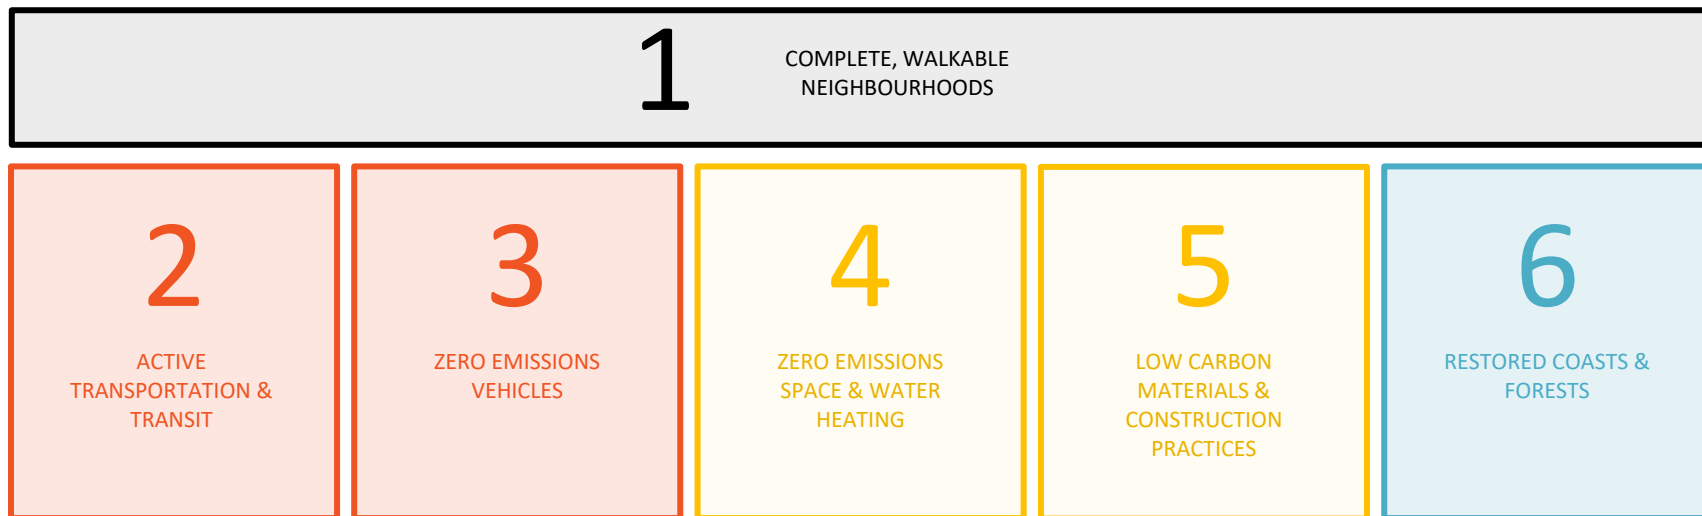 1
COMPLETE, WALKABLE
NEIGHBOURHOODS
2
ACTIVE
TRANSPORTATION &
TRANSIT
3
ZERO EMISSIONS
VEHICLES
4
ZERO EMISSIONS
SPACE & WATER
HEATING
5
LOW CARBON
MATERIALS &
CONSTRUCTION
PRACTICES
6
RESTORED COASTS &
FORESTS